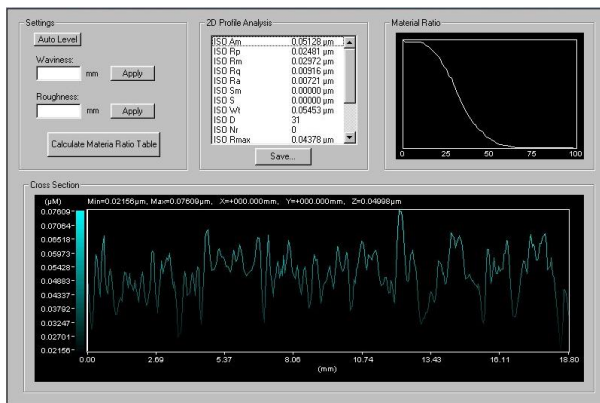 Settings
Auto Level
Waviness:
mm
Apply
Roughness:
mm
Apply
Calculate Materia Ratio Table
2D Profile Analysis
ISO Am 0.05128 µm
ISO Rp 0.02481 µm
ISO Rm 0.02972 µm
ISO Rq 0.00916 µm
ISO Ra 0.00721 µm
ISO Sm 0.00000 µm
ISO S 0.00000 µm
ISO Wt 0.05453 µm
ISO D 31
ISO Nr 0
ISO Rmax 0.04378 µm
Save...
Material Ratio
0 25 50 75 100
Cross Section
(µM) Min=0.02156µm, Max=0.07609µm, X=+000.000mm, Y=+000.000mm, Z=0.04998µm
0.07609
0.07064
0.06518
0.05973
0.05428
0.04883
0.04337
0.03792
0.03247
0.02701
0.02156
0.00 2.69 5.37 8.06 10.74 13.43 16.11 18.80
(mm)